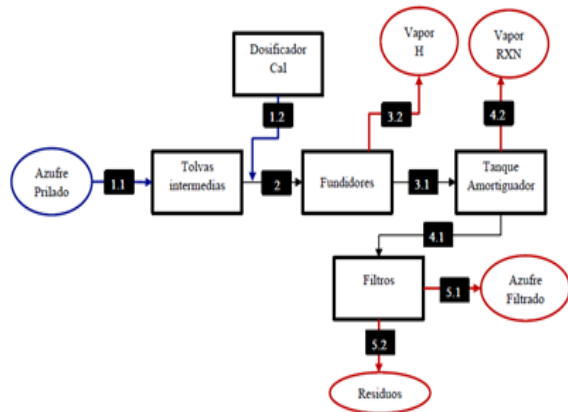 Dosificador
Cal
Vapor
H
Vapor
RXN
1.2
3.2
4.2
Azufre
Prilado
1.1
Tolvas
intermedias
2
Fundidores
3.1
Tanque
Amortiguador
4.1
Filtros
5.1
Azufre
Filtrado
5.2
Residuos